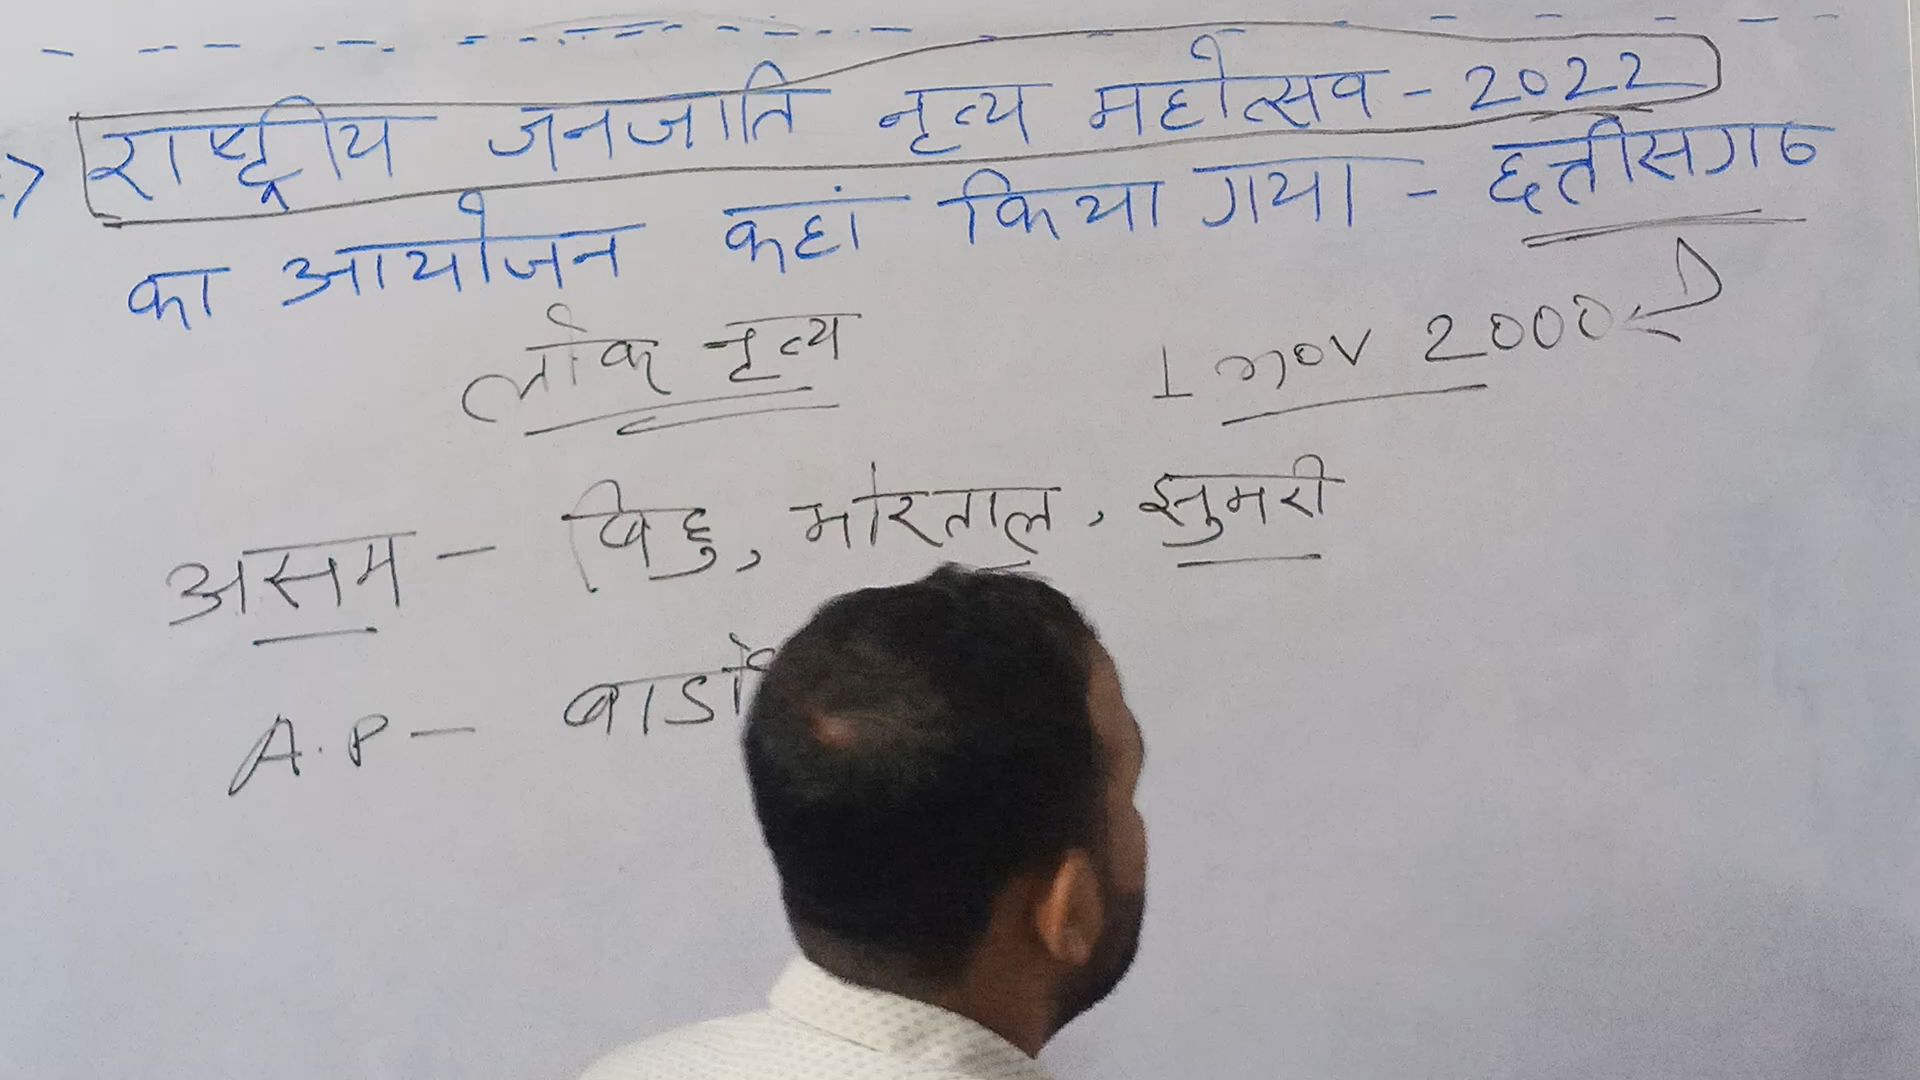 राष्ट्रीय जनजाति नृत्य महोत्सव - 2022
का आयोजन कहां किया गया - छत्तीसगढ
लोक नृत्य
1 nov 2000
असम - बिहु, भोरताल, झुमरी
A.P -